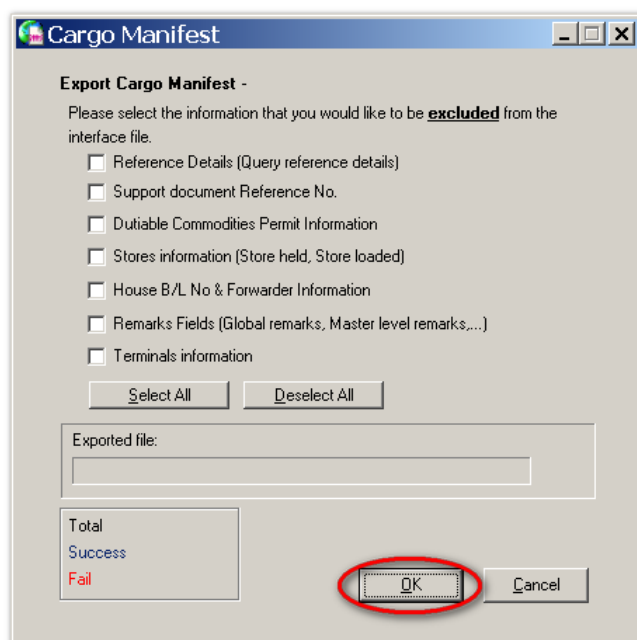 Cargo Manifest
Export Cargo Manifest -
Please select the information that you would like to be excluded from the
interface file.
Reference Details (Query reference details)
Support document Reference No.
Dutiable Commodities Permit Information
Stores information (Store held, Store loaded)
House B/L No & Forwarder Information
Remarks Fields (Global remarks, Master level remarks,...)
Terminals information
Select All Deselect All
Exported file:
Total
Success
Fail
OK Cancel